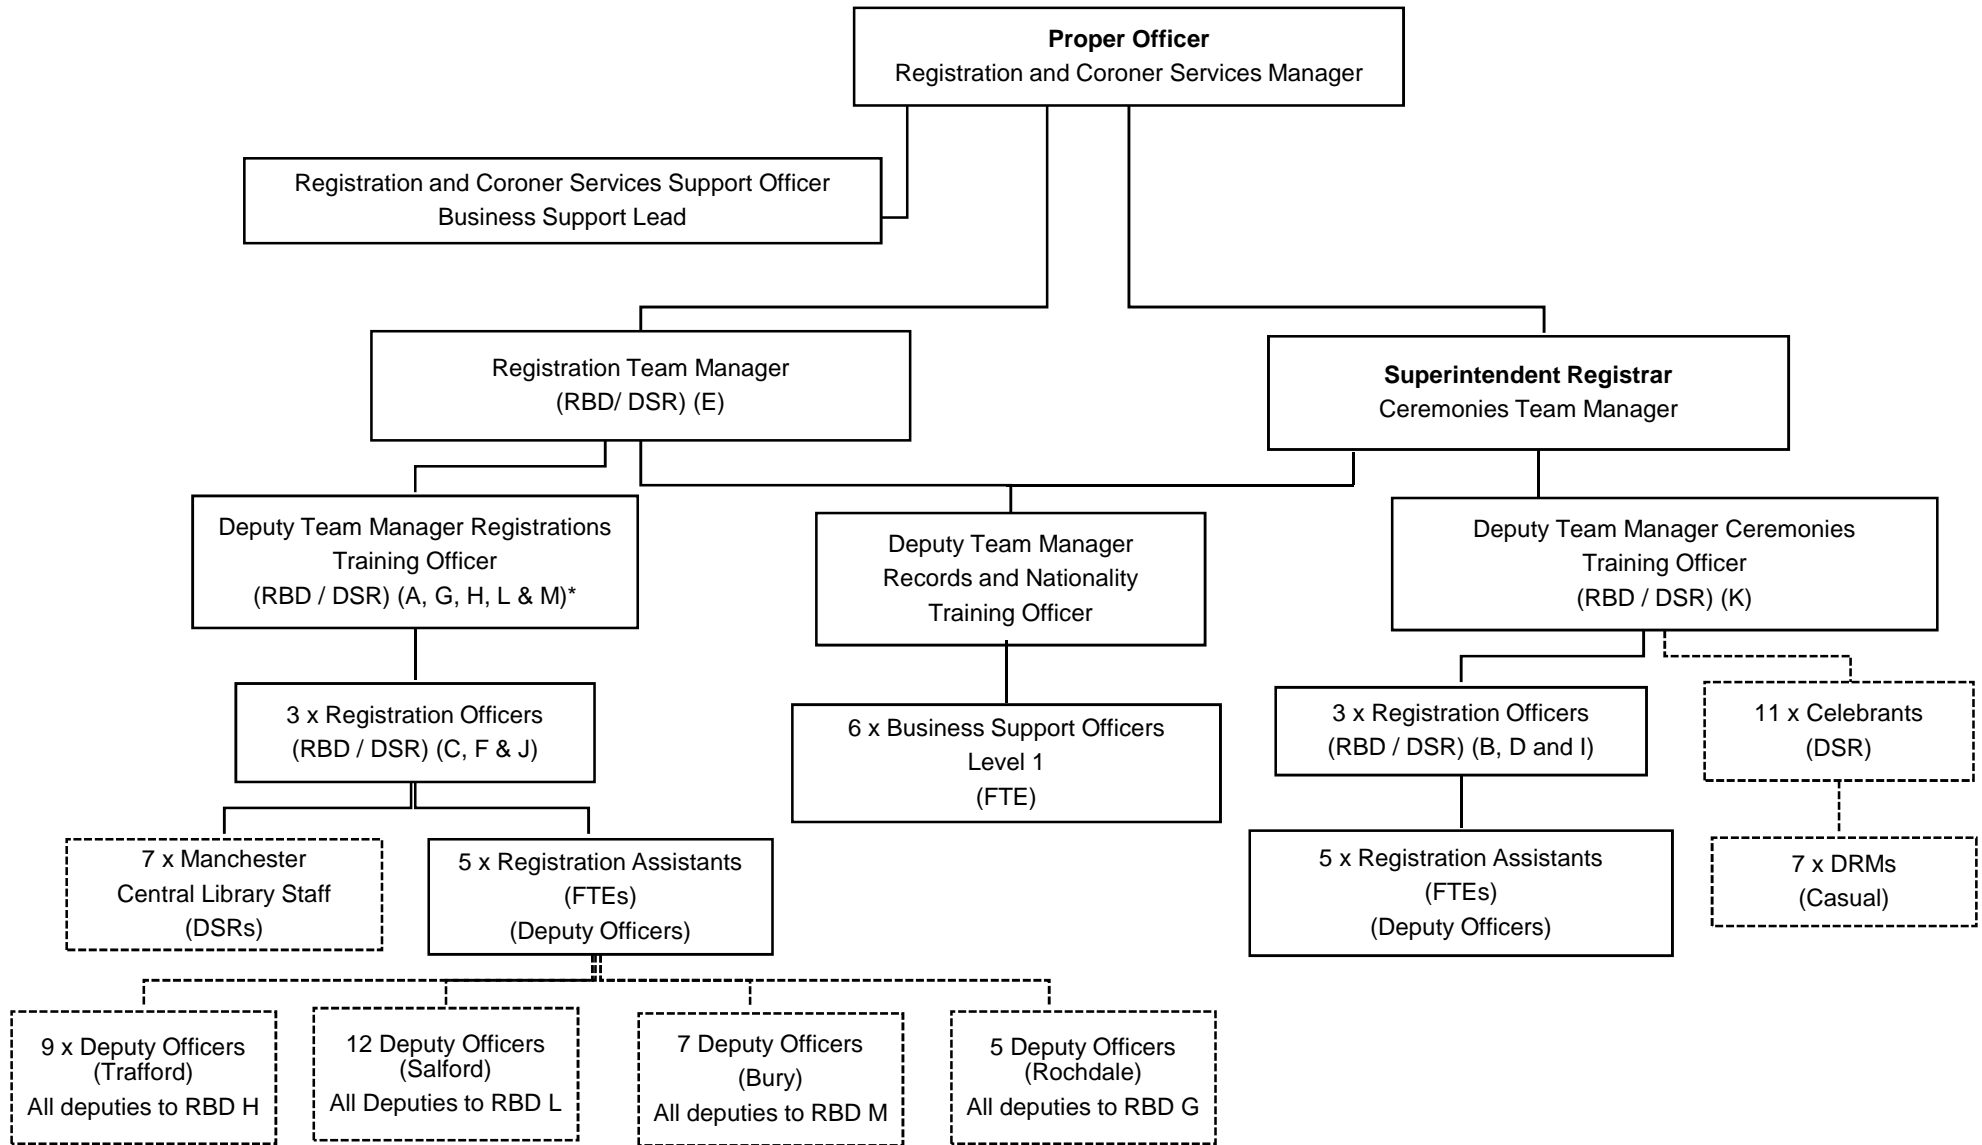 Proper Officer
Registration and Coroner Services Manager
Registration and Coroner Services Support Officer
Business Support Lead
Registration Team Manager
(RBD/ DSR) (E)
Superintendent Registrar
Ceremonies Team Manager
Deputy Team Manager Registrations
Training Officer
(RBD / DSR) (A, G, H, L & M)*
Deputy Team Manager
Records and Nationality
Training Officer
Deputy Team Manager Ceremonies
Training Officer
(RBD / DSR) (K)
3 x Registration Officers
(RBD / DSR) (C, F & J)
6 x Business Support Officers
Level 1
(FTE)
3 x Registration Officers
(RBD / DSR) (B, D and I)
11 x Celebrants
(DSR)
7 x Manchester
Central Library Staff
(DSRs)
5 x Registration Assistants
(FTEs)
(Deputy Officers)
5 x Registration Assistants
(FTEs)
(Deputy Officers)
7 x DRMs
(Casual)
9 x Deputy Officers
(Trafford)
All deputies to RBD H
12 Deputy Officers
(Salford)
All Deputies to RBD L
7 Deputy Officers
(Bury)
All deputies to RBD M
5 Deputy Officers
(Rochdale)
All deputies to RBD G